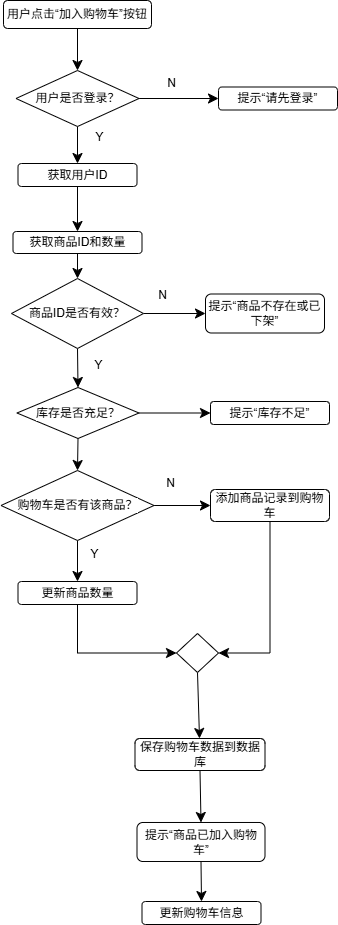 用户点击“加入购物车”按钮
用户是否登录？
N
提示“请先登录”
Y
获取用户ID
获取商品ID和数量
商品ID是否有效？
N
提示“商品不存在或已
下架”
Y
库存是否充足？
提示“库存不足”
购物车是否有该商品？
N
添加商品记录到购物
车
Y
更新商品数量
保存购物车数据到数据
库
提示“商品已加入购物
车”
更新购物车信息